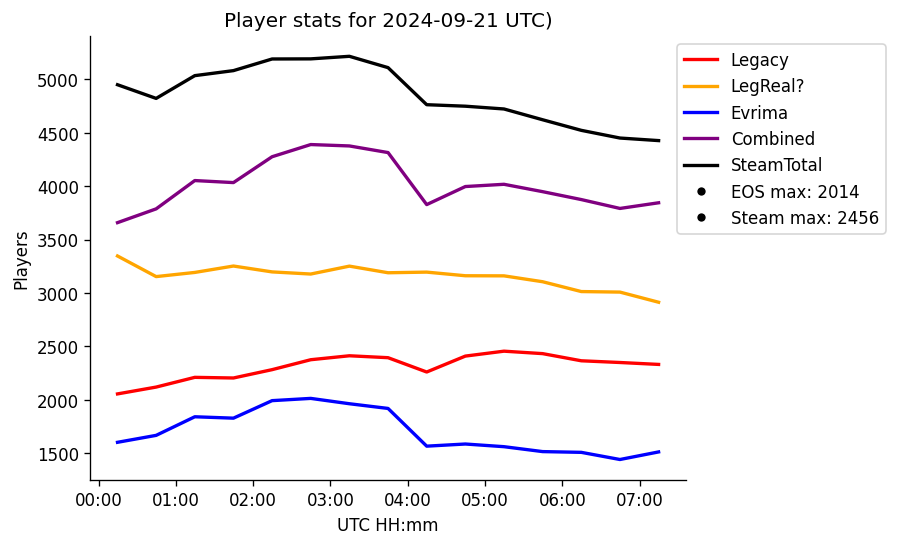 Player stats for 2024-09-21 UTC)
Legacy
LegReal?
Evrima
Combined
SteamTotal
EOS max: 2014
Steam max: 2456
Players
5000
4500
4000
3500
3000
2500
2000
1500
00:00 01:00 02:00 03:00 04:00 05:00 06:00 07:00
UTC HH:mm